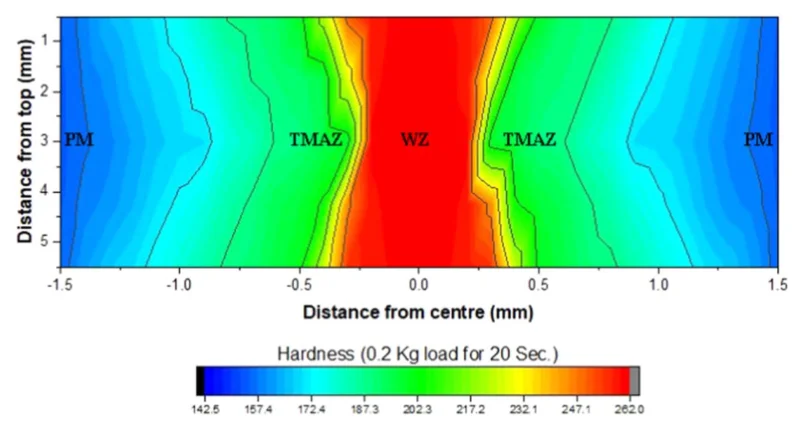 Distance from top (mm)
1
2
3
4
5
PM
TMAZ
WZ
TMAZ
PM
-1.5
-1.0
-0.5
0.0
0.5
1.0
1.5
Distance from centre (mm)
Hardness (0.2 Kg load for 20 Sec.)
142.5 157.4 172.4 187.3 202.3 217.2 232.1 247.1 262.0